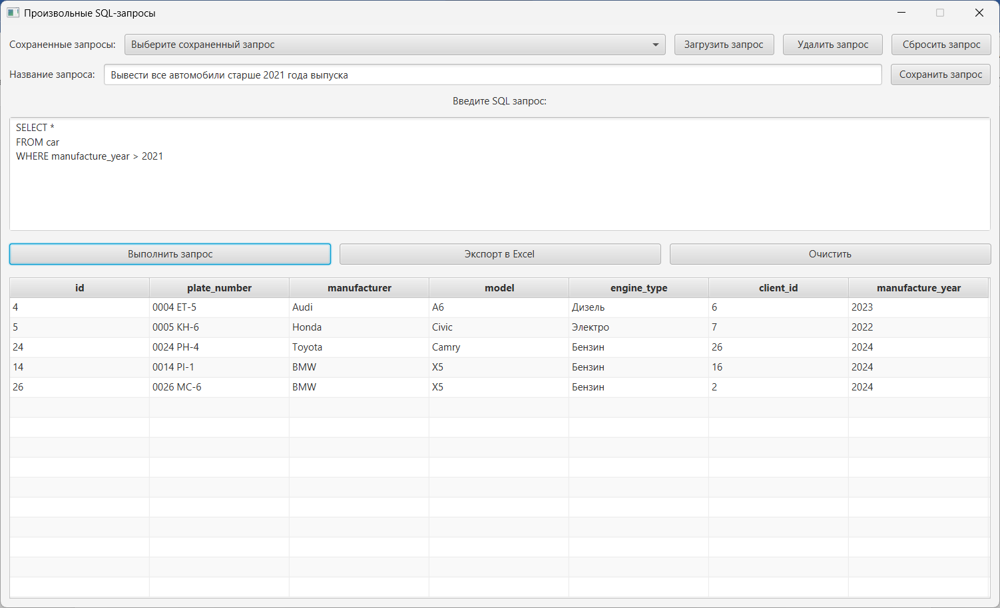 Произвольные SQL-запросы
Сохраненные запросы: Выберите сохраненный запрос Загрузить запрос Удалить запрос Сбросить запрос
Название запроса: Вывести все автомобили старше 2021 года выпуска Сохранить запрос
Введите SQL запрос:
SELECT *
FROM car
WHERE manufacture_year > 2021
Выполнить запрос Экспорт в Excel Очистить
id plate_number manufacturer model engine_type client_id manufacture_year
4 0004 ET-5 Audi A6 Дизель 6 2023
5 0005 KH-6 Honda Civic Электро 7 2022
24 0024 PH-4 Toyota Camry Бензин 26 2024
14 0014 PI-1 BMW X5 Бензин 16 2024
26 0026 MC-6 BMW X5 Бензин 2 2024